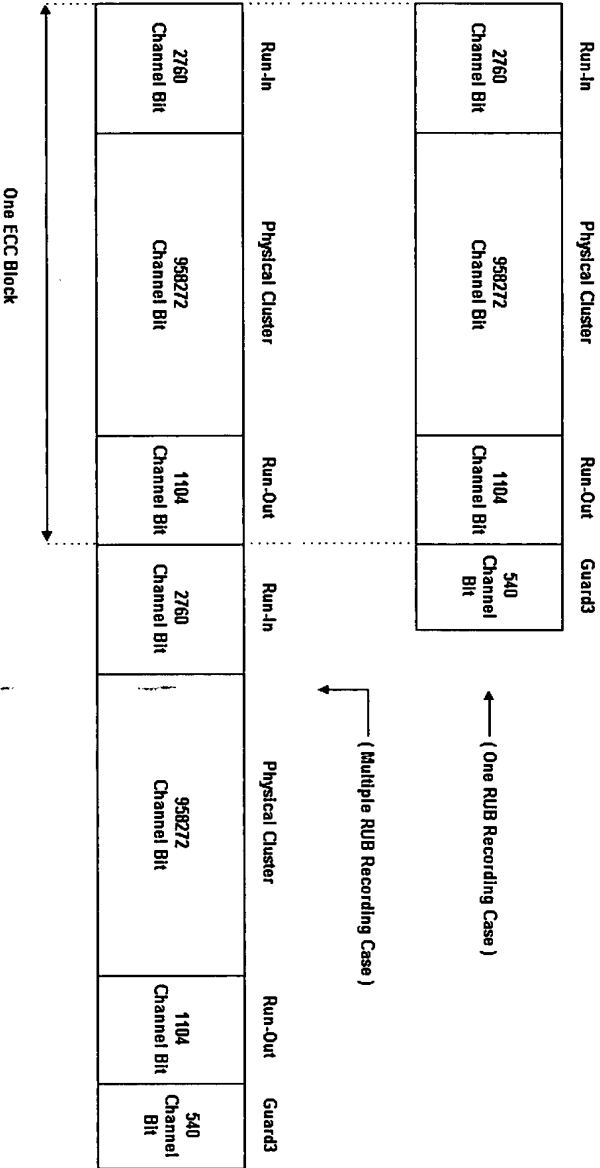 Run-In
Physical Cluster
Run-Out
Guard3
2760
Channel Bit
958272
Channel Bit
1104
Channel Bit
540
Channel
Bit
( One RUB Recording Case )
( Multiple RUB Recording Case )
Run-In
Physical Cluster
Run-Out
Run-In
Physical Cluster
Run-Out
Guard3
2760
Channel Bit
958272
Channel Bit
1104
Channel Bit
2760
Channel Bit
958272
Channel Bit
1104
Channel Bit
540
Channel
Bit
One ECC Block